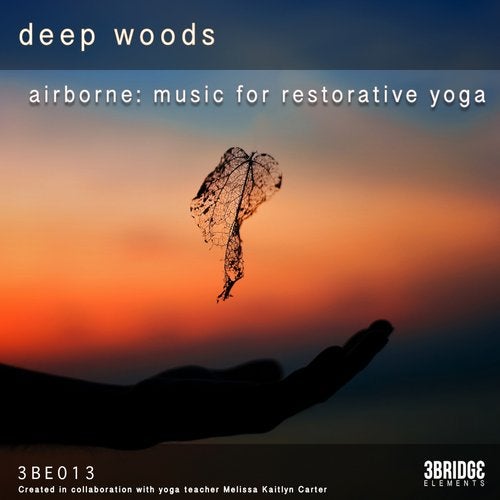 deep woods
airborne: music for restorative yoga
3BE013
3BRIDGE
ELEMENTS
Created in collaboration with yoga teacher Melissa Kaitlyn Carter